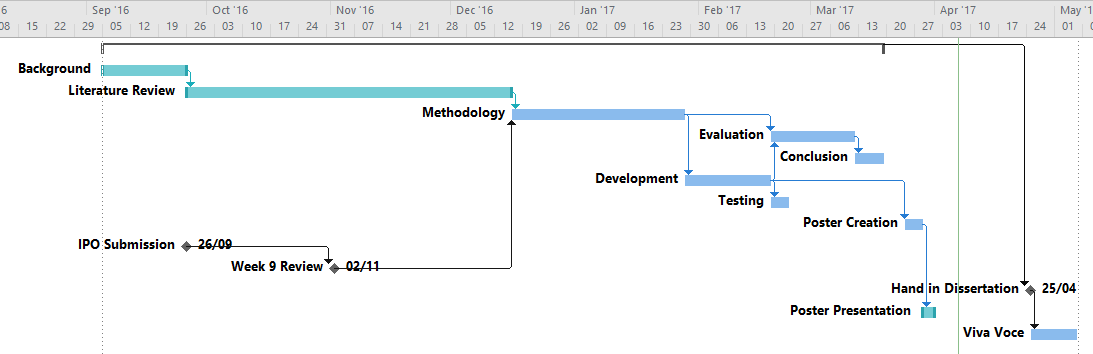 6 Sep '16 Oct '16 Nov '16 Dec '16 Jan '17 Feb '17 Mar '17 Apr '17 May '1
08 15 22 29 05 12 19 26 03 10 17 24 31 07 14 21 28 05 12 19 26 02 09 16 23 30 06 13 20 27 06 13 20 27 03 10 17 24 01 0
Background
Literature Review
Methodology
Evaluation
Conclusion
Development
Testing
Poster Creation
IPO Submission 26/09
Week 9 Review 02/11
Hand in Dissertation 25/04
Poster Presentation
Viva Voce